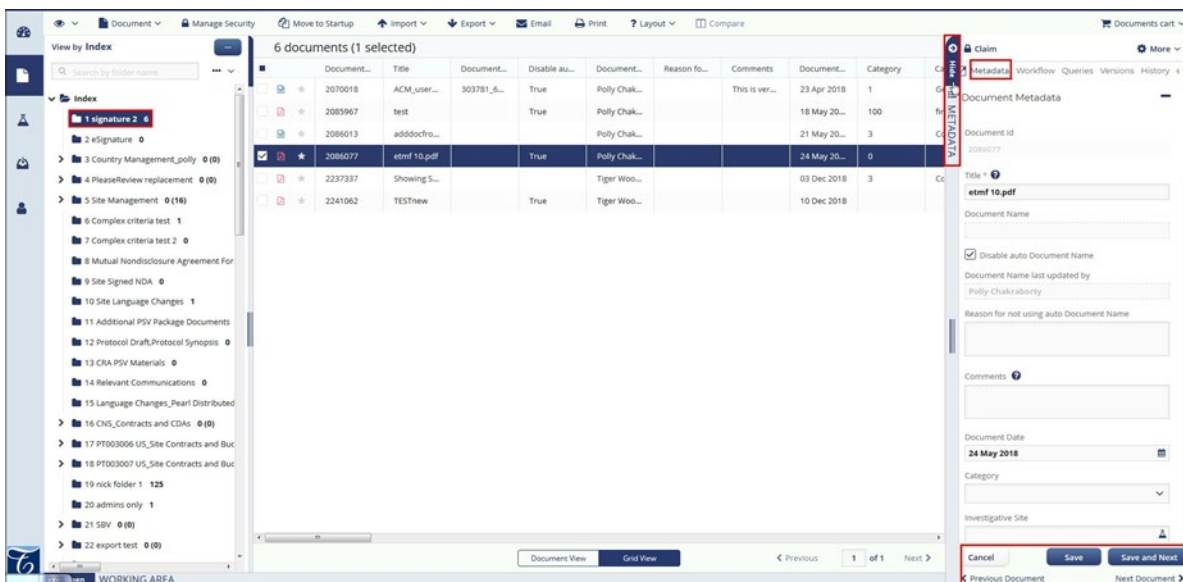 Document
Manage Security
Move to Startup
Import
Export
Email
Print
? Layout
Compare
Documents cart
View by Index
Search by folder name
Index
1 signature 2 6
2 eSignature 0
3 Country Management_polly 0 (0)
4 PleaseReview replacement 0 (0)
5 Site Management 0 (16)
6 Complex criteria test 1
7 Complex criteria test 2 0
8 Mutual Nondisclosure Agreement For
9 Site Signed NDA 0
10 Site Language Changes 1
11 Additional PSV Package Documents
12 Protocol Draft,Protocol Synopsis 0
13 CRA PSV Materials 0
14 Relevant Communications 0
15 Language Changes_Pearl Distributed
16 CNS_Contracts and CDAs 0 (0)
17 PT003006 US_Site Contracts and Buc
18 PT003007 US_Site Contracts and Buc
19 nick folder 1 125
20 admins only 1
21 SBV 0 (0)
22 export test 0 (0)
WORKING AREA
6 documents (1 selected)
Document... Title Document... Disable au... Document... Reason fo... Comments Document... Category
2070018 ACM_user... 303781_6... True Polly Chak... This is ver... 23 Apr 2018 1
2085967 test True Polly Chak... 18 May 20... 100
2086013 adddocfro... Polly Chak... 21 May 20... 3
2086077 etmf 10.pdf True Polly Chak... 24 May 20... 0
2237337 Showing S... Tiger Woo... 03 Dec 2018 3
2241062 TESTnew True Tiger Woo... 10 Dec 2018
Document View
Grid View
Previous 1 of 1 Next
Hide
METADATA
Claim
More
Metadata Workflow Queries Versions History
Document Metadata
Document Id
2086077
Title *
etmf 10.pdf
Document Name
Disable auto Document Name
Document Name last updated by
Polly Chakraborty
Reason for not using auto Document Name
Comments
Document Date
24 May 2018
Category
Investigative Site
Cancel
Save
Save and Next
Previous Document
Next Document